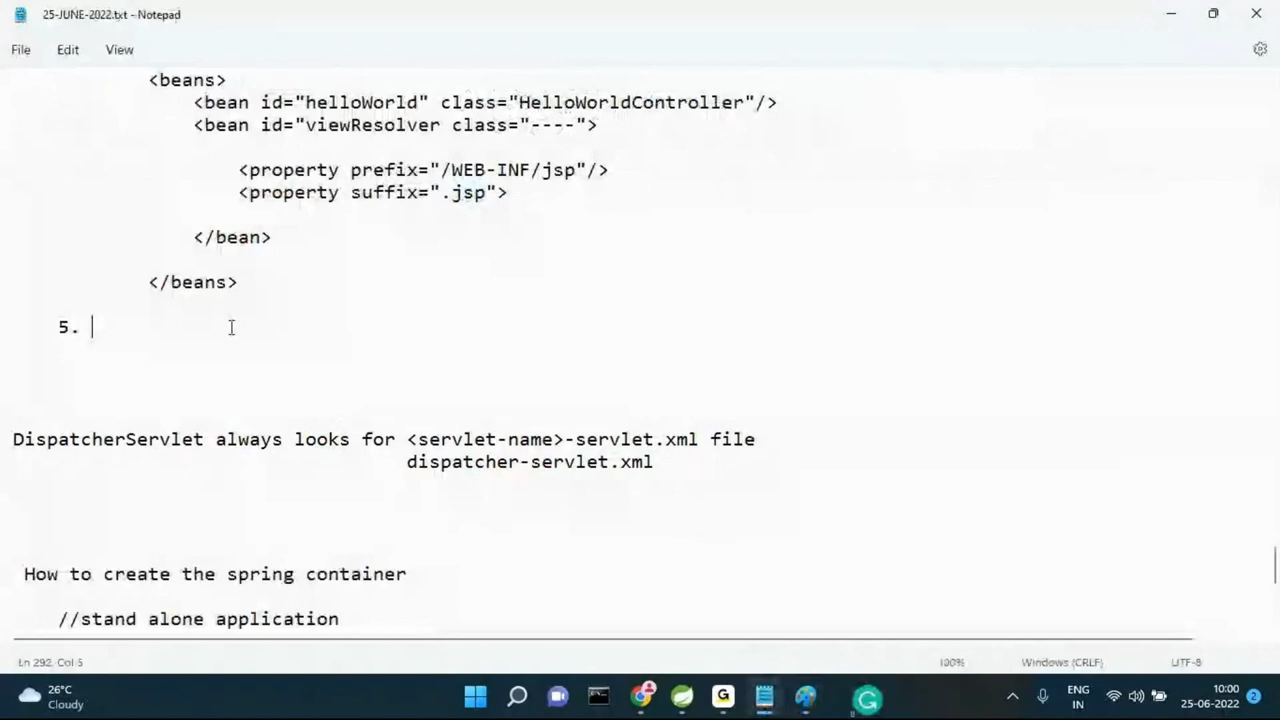 25-JUNE-2022.txt - Notepad
File Edit View
<beans>
<bean id="helloWorld" class="HelloWorldController"/>
<bean id="viewResolver class="----">
<property prefix="/WEB-INF/jsp"/>
<property suffix=".jsp">
</bean>
</beans>
5.
DispatcherServlet always looks for <servlet-name>-servlet.xml file
dispatcher-servlet.xml
How to create the spring container
//stand alone application
Ln 292, Col 5
100%
Windows (CRLF)
UTF-8
26°C
Cloudy
ENG
IN
10:00
25-06-2022
2